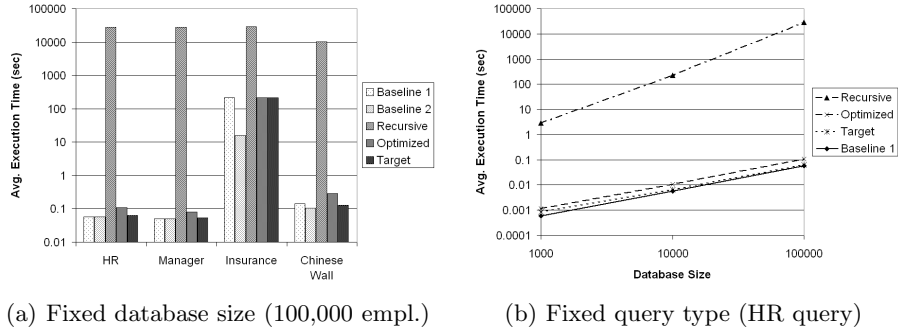 Avg. Execution Time (sec)
100000
10000
1000
100
10
1
0.1
0.01
HR
Manager
Insurance
Chinese
Wall
Baseline 1
Baseline 2
Recursive
Optimized
Target
(a) Fixed database size (100,000 empl.)
Avg. Execution Time (sec)
100000
10000
1000
100
10
1
0.1
0.01
0.001
0.0001
1000
10000
100000
Database Size
Recursive
Optimized
Target
Baseline 1
(b) Fixed query type (HR query)